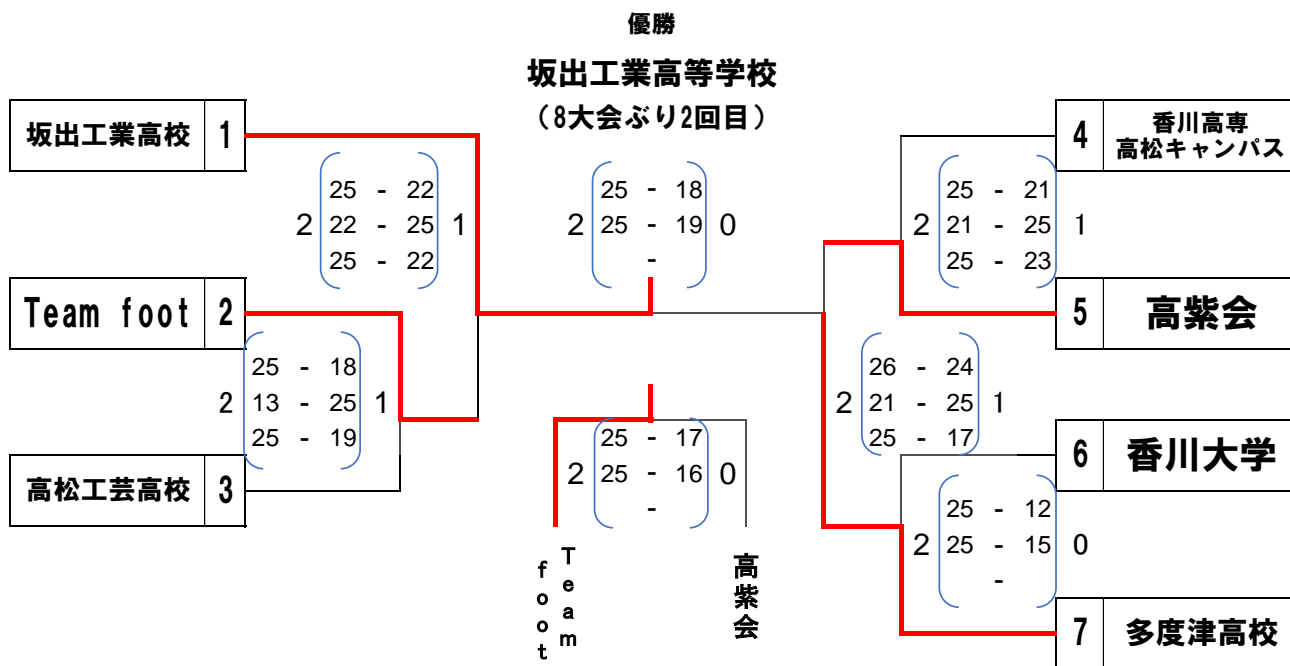 優勝
坂出工業高等学校
（8大会ぶり2回目）
坂出工業高校 1
2 25 - 22 1
22 - 25
25 - 22
Team foot 2
2 25 - 18 1
13 - 25
25 - 19
高松工芸高校 3
2 25 - 18 0
25 - 19
-
2 25 - 17 0
25 - 16
-
Team
foot
高紫会
4 香川高専
高松キャンパス
2 25 - 21 1
21 - 25
25 - 23
5 高紫会
2 26 - 24 1
21 - 25
25 - 17
6 香川大学
2 25 - 12 0
25 - 15
-
7 多度津高校